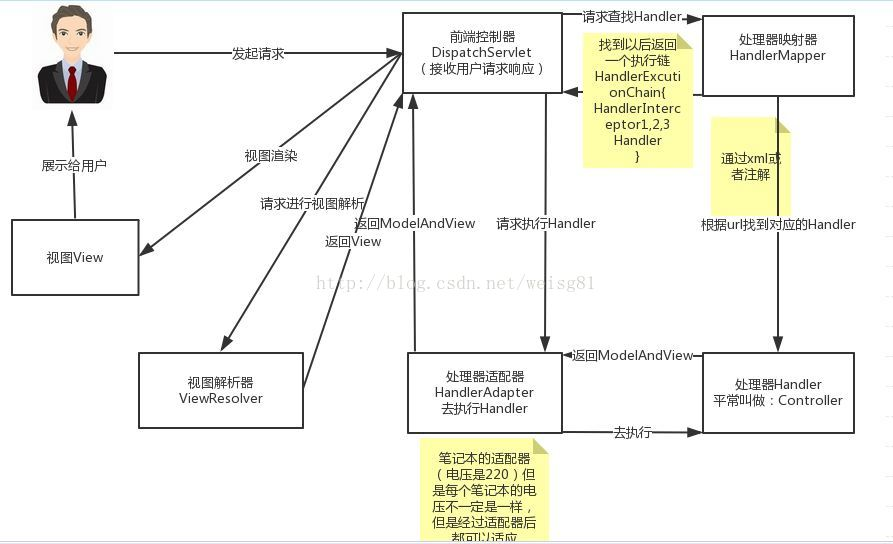 发起请求
前端控制器
DispatchServlet
（接收用户请求响应）
请求查找Handler
处理器映射器
HandlerMapper
找到以后返回
一个执行链
HandlerExcuti
onChain{
HandlerInterc
eptor1,2,3
Handler
}
通过xml或
者注解
展示给用户
视图渲染
请求进行视图解析
返回ModelAndView
返回View
请求执行Handler
根据url找到对应的Handler
视图View
http://blog.csdn.net/weisg81
视图解析器
ViewResolver
处理器适配器
HandlerAdapter
去执行Handler
返回ModelAndView
去执行
处理器Handler
平常叫做：Controller
笔记本的适配器
（电压是220）但
是每个笔记本的电
压不一定是一样，
但是经过适配器后
都可以适应